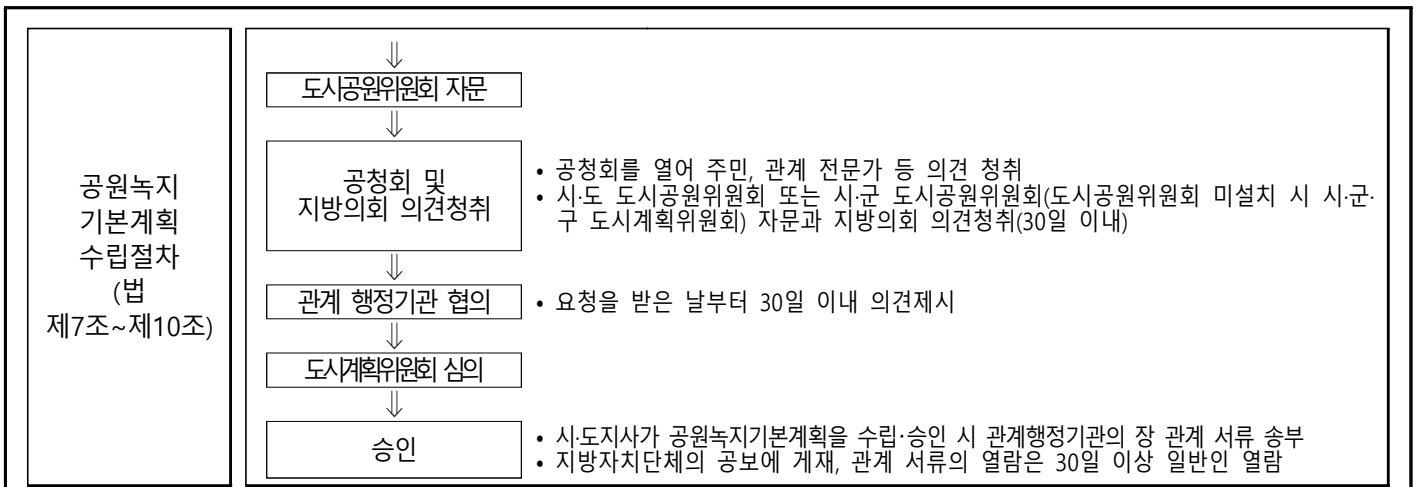 ⇓
도시공원위원회 자문
⇓
공원녹지
기본계획
수립절차
(법
제7조~제10조)
공청회 및
지방의회 의견청취
• 공청회를 열어 주민, 관계 전문가 등 의견 청취
• 시·도 도시공원위원회 또는 시·군 도시공원위원회(도시공원위원회 미설치 시 시·군·
구 도시계획위원회) 자문과 지방의회 의견청취(30일 이내)
⇓
관계 행정기관 협의
• 요청을 받은 날부터 30일 이내 의견제시
⇓
도시계획위원회 심의
⇓
승인
• 시·도지사가 공원녹지기본계획을 수립·승인 시 관계행정기관의 장 관계 서류 송부
• 지방자치단체의 공보에 게재, 관계 서류의 열람은 30일 이상 일반인 열람